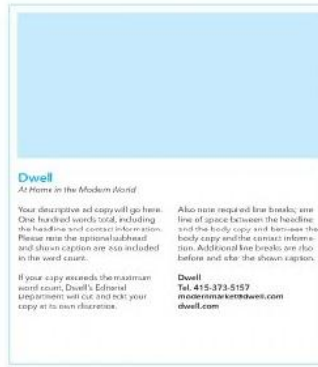 Dwell
At Home in the Modern World
Your descriptive ad copy will go here.
One hundred words total, including
the headline and contact information.
Please note the optional subhead
and shown caption are also included
in the word count.
If your copy exceeds the maximum
word count, Dwell's Editorial
Department will cut and edit your
copy at its own discretion.
Also note required line breaks; one
line of space between the headline
and the body copy and between the
body copy and the contact informa-
tion. Additional line breaks are also
before and after the shown caption.
Dwell
Tel. 415-373-5157
modernmarket@dwell.com
dwell.com